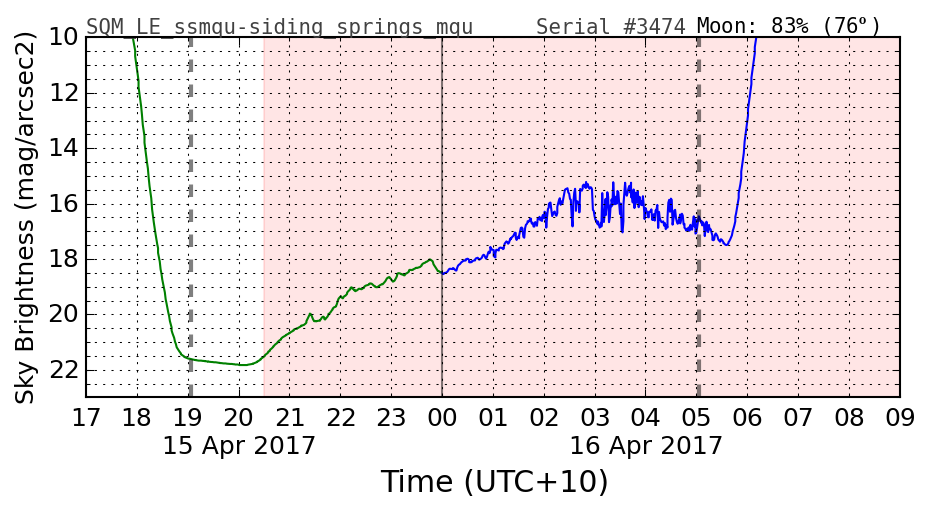 SQM_LE_ssmqu-siding_springs_mqu Serial #3474 Moon: 83% (76°)
Sky Brightness (mag/arcsec2)
10
12
14
16
18
20
22
17 18 19 20 21 22 23 00 01 02 03 04 05 06 07 08 09
15 Apr 2017 16 Apr 2017
Time (UTC+10)